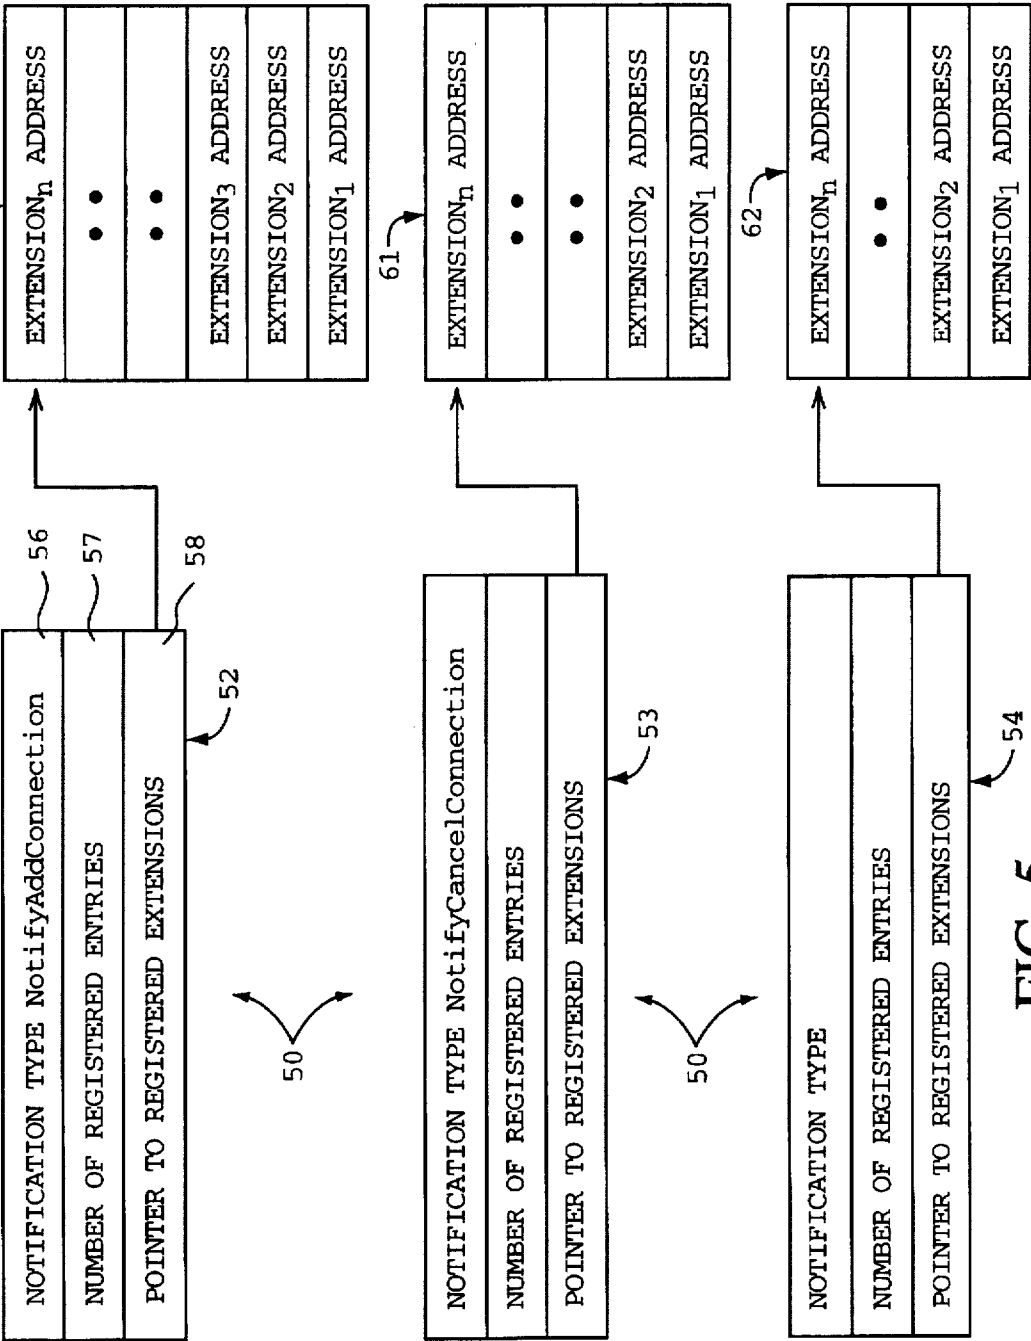 NOTIFICATION TYPE NotifyAddConnection
NUMBER OF REGISTERED ENTRIES
POINTER TO REGISTERED EXTENSIONS
56
57
58
52
EXTENSIONn ADDRESS
• •
• •
EXTENSION3 ADDRESS
EXTENSION2 ADDRESS
EXTENSION1 ADDRESS
50
NOTIFICATION TYPE NotifyCancelConnection
NUMBER OF REGISTERED ENTRIES
POINTER TO REGISTERED EXTENSIONS
53
61
EXTENSIONn ADDRESS
• •
• •
EXTENSION2 ADDRESS
EXTENSION1 ADDRESS
50
NOTIFICATION TYPE
NUMBER OF REGISTERED ENTRIES
POINTER TO REGISTERED EXTENSIONS
54
62
EXTENSIONn ADDRESS
• •
EXTENSION2 ADDRESS
EXTENSION1 ADDRESS
FIG. 5